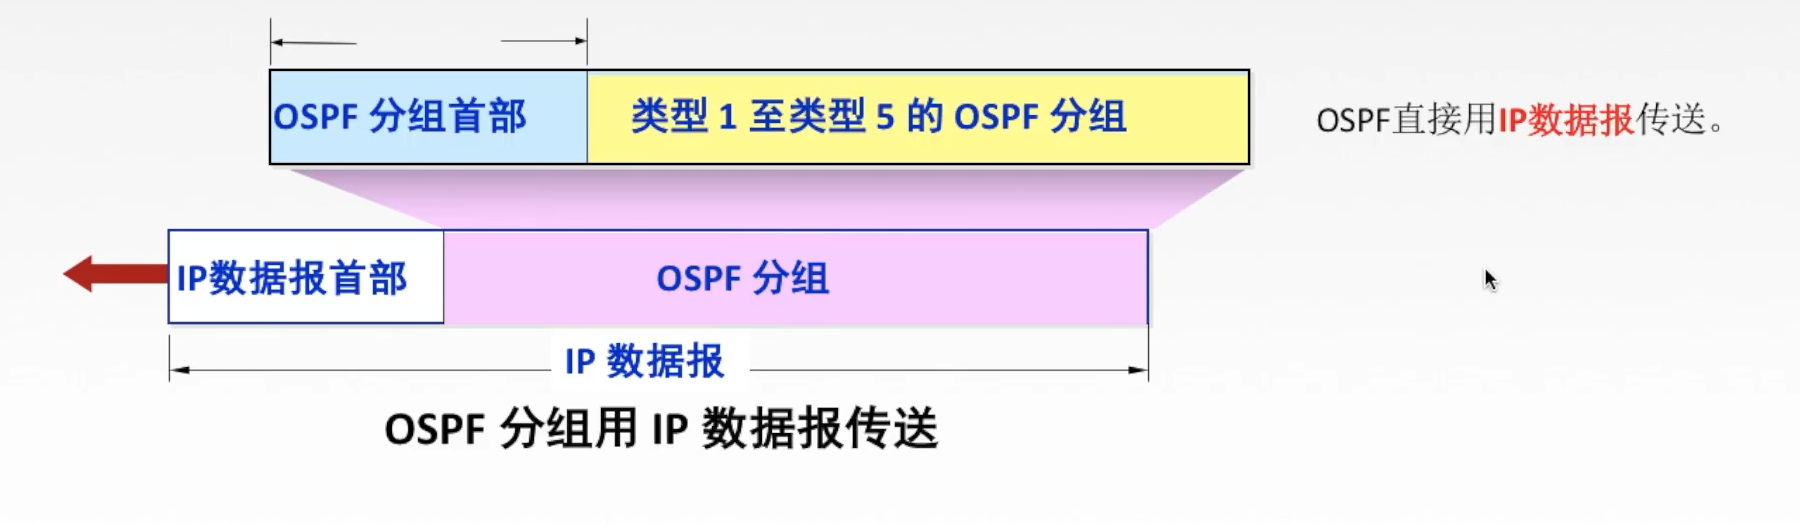 OSPF 分组首部
类型 1 至类型 5 的 OSPF 分组
OSPF直接用IP数据报传送。
IP数据报首部
OSPF 分组
IP 数据报
OSPF 分组用 IP 数据报传送